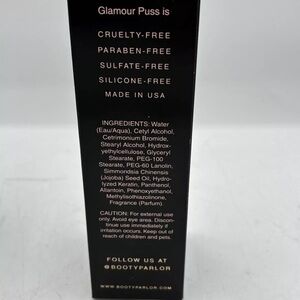 Glamour Puss is
CRUELTY-FREE
PARABEN-FREE
SULFATE-FREE
SILICONE-FREE
MADE IN USA
INGREDIENTS: Water
(Eau/Aqua), Cetyl Alcohol,
Cetrimonium Bromide,
Stearyl Alcohol, Hydrox-
yethylcellulose, Glyceryl
Stearate, PEG-100
Stearate, PEG-60 Lanolin,
Simmondsia Chinensis
(Jojoba) Seed Oil, Hydro-
lyzed Keratin, Panthenol,
Allantoin, Phenoxyethanol,
Methylisothiazolinone,
Fragrance (Parfum).
CAUTION: For external use
only. Avoid eye area. Discon-
tinue use immediately if
irritation occurs. Keep out of
reach of children and pets.
FOLLOW US AT
@BOOTYPARLOR
WWW.BOOTYPARLOR.COM